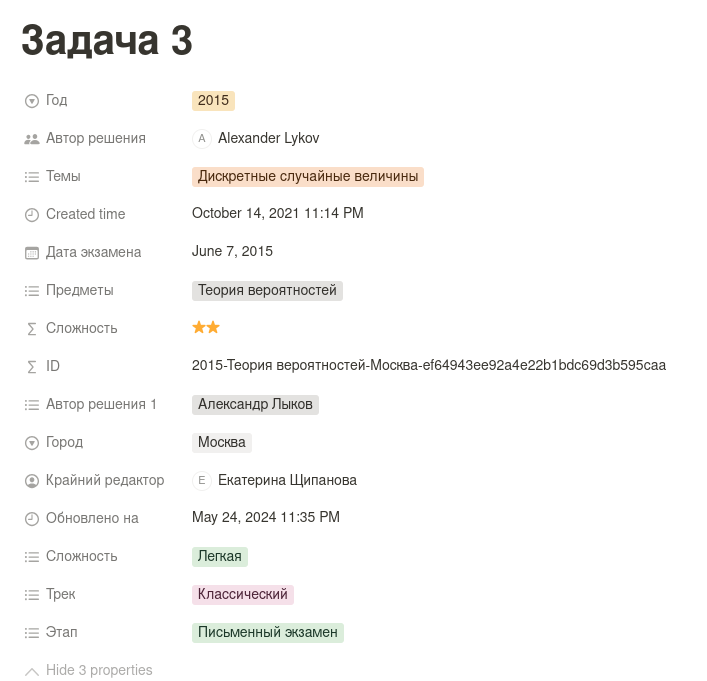 Задача 3
Год 2015
Автор решения A Alexander Lykov
Темы Дискретные случайные величины
Created time October 14, 2021 11:14 PM
Дата экзамена June 7, 2015
Предметы Теория вероятностей
Сложность ⭐⭐
ID 2015-Теория вероятностей-Москва-ef64943ee92a4e22b1bdc69d3b595caa
Автор решения 1 Александр Лыков
Город Москва
Крайний редактор E Екатерина Щипанова
Обновлено на May 24, 2024 11:35 PM
Сложность Легкая
Трек Классический
Этап Письменный экзамен
Hide 3 properties